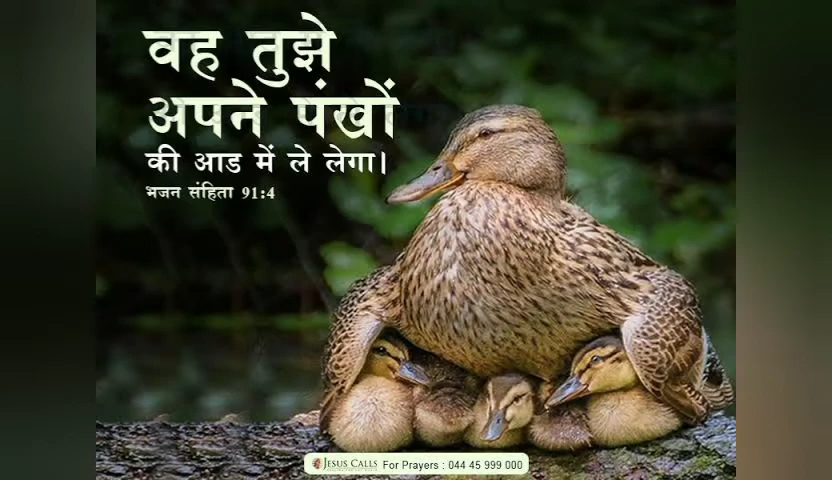 वह तुझे
अपने पंखों
की आड में ले लेगा।
भजन संहिता 91:4
JESUS CALLS For Prayers : 044 45 999 000